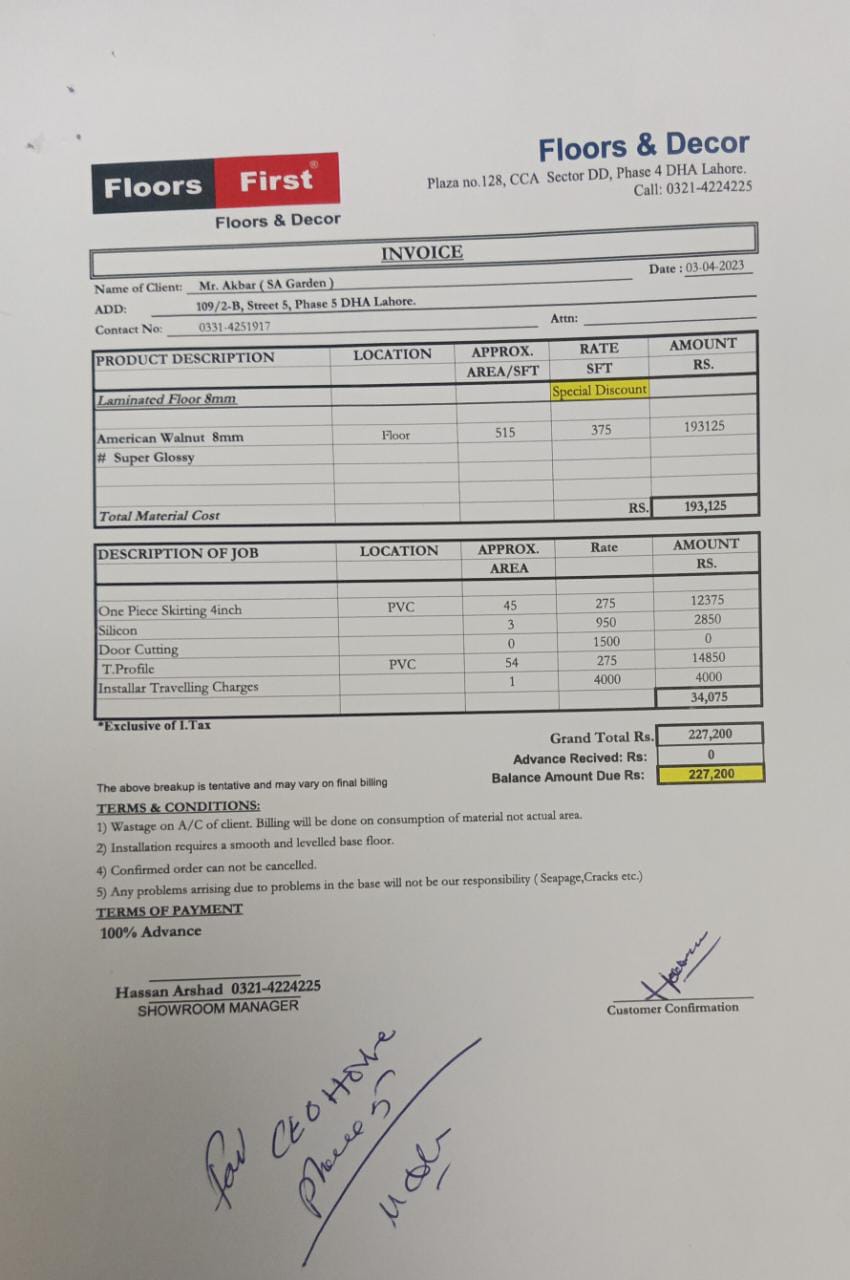 Floors First®
Floors & Decor
Floors & Decor
Plaza no.128, CCA Sector DD, Phase 4 DHA Lahore.
Call: 0321-4224225
INVOICE
Date : 03-04-2023
Name of Client: Mr. Akbar ( SA Garden )
ADD: 109/2-B, Street 5, Phase 5 DHA Lahore.
Contact No: 0331-4251917 Attn:
PRODUCT DESCRIPTION LOCATION APPROX. RATE AMOUNT
AREA/SFT SFT RS.
Laminated Floor 8mm Special Discount
American Walnut 8mm Floor 515 375 193125
# Super Glossy
Total Material Cost RS. 193,125
DESCRIPTION OF JOB LOCATION APPROX. Rate AMOUNT
AREA RS.
One Piece Skirting 4inch PVC 45 275 12375
Silicon 3 950 2850
Door Cutting 0 1500 0
T.Profile PVC 54 275 14850
Installar Travelling Charges 1 4000 4000
34,075
*Exclusive of I.Tax
Grand Total Rs. 227,200
Advance Recived: Rs: 0
The above breakup is tentative and may vary on final billing Balance Amount Due Rs: 227,200
TERMS & CONDITIONS:
1) Wastage on A/C of client. Billing will be done on consumption of material not actual area.
2) Installation requires a smooth and levelled base floor.
4) Confirmed order can not be cancelled.
5) Any problems arrising due to problems in the base will not be our responsibility ( Seapage,Cracks etc.)
TERMS OF PAYMENT
100% Advance
Hassan Arshad 0321-4224225
SHOWROOM MANAGER
Customer Confirmation
For CEO House
Phase 5